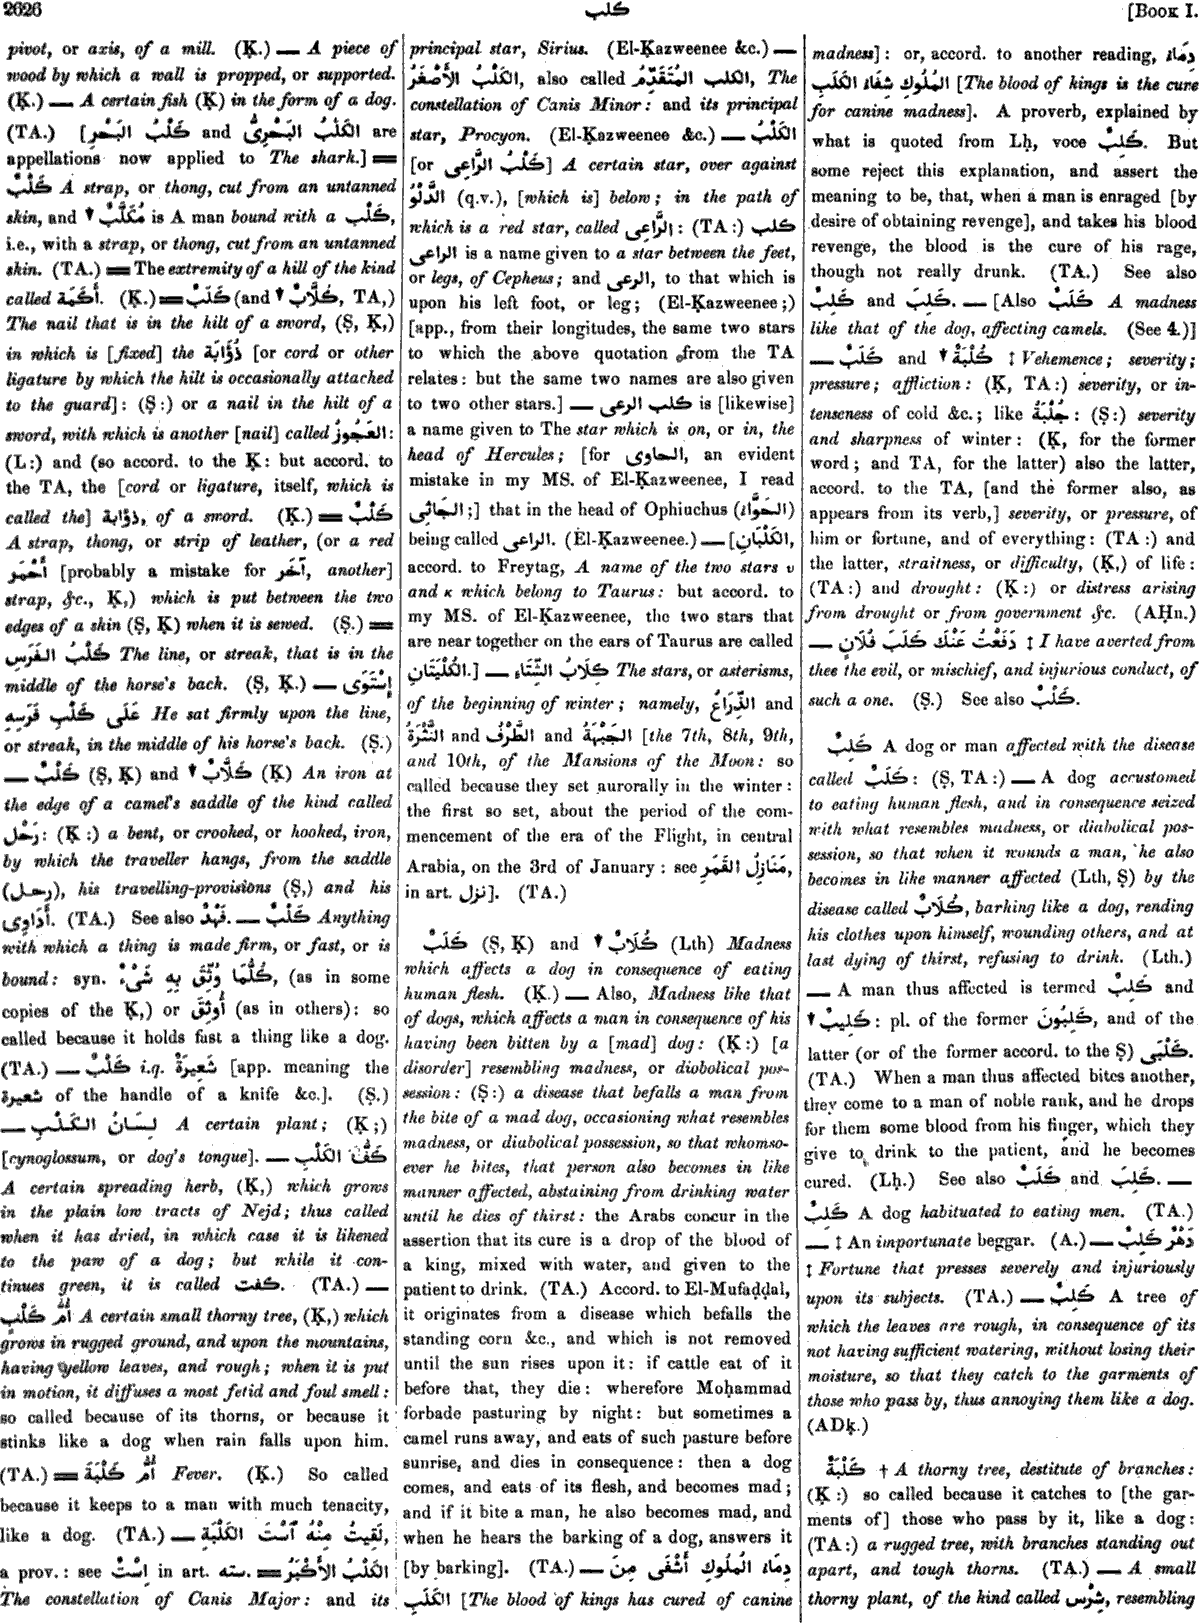 2626
كلب
[Book I.
pivot, or axis, of a mill. (Ḳ.) — A piece of
wood by which a wall is propped, or supported.
(Ḳ.) — A certain fish (Ḳ) in the form of a dog.
(TA.) [كَلْبُ البَحْرِ and الكَلْبُ البَحْرِىُّ are
appellations now applied to The shark.] =
كَلْبٌ A strap, or thong, cut from an untanned
skin, and ▼ مُكَلَّبٌ is A man bound with a كَلْب,
i.e., with a strap, or thong, cut from an untanned
skin. (TA.) = The extremity of a hill of the kind
called أَكَمَة. (Ḳ.) = كَلْبٌ (and ▼ كَلَّابٌ, TA,)
The nail that is in the hilt of a sword, (Ṣ, Ḳ,)
in which is [fixed] the ذُؤَابَة [or cord or other
ligature by which the hilt is occasionally attached
to the guard]: (Ṣ:) or a nail in the hilt of a
sword, with which is another [nail] called العَجُوزُ:
(L:) and (so accord. to the Ḳ: but accord. to
the TA, the [cord or ligature, itself, which is
called the] ذؤابة, of a sword. (Ḳ.) = كَلْبٌ
A strap, thong, or strip of leather, (or a red
أَحْمَر [probably a mistake for آخَر, another]
strap, &c., Ḳ,) which is put between the two
edges of a skin (Ṣ, Ḳ) when it is sewed. (Ṣ.) =
كَلْبُ الفَرَسِ The line, or streak, that is in the
middle of the horse's back. (Ṣ, Ḳ.) — إِسْتَوَى
عَلَى كَلْبِ فَرَسِهِ He sat firmly upon the line,
or streak, in the middle of his horse's back. (Ṣ.)
— كَلْبٌ (Ṣ, Ḳ) and ▼ كَلَّابٌ (Ḳ) An iron at
the edge of a camel's saddle of the kind called
رَحْل: (Ḳ:) a bent, or crooked, or hooked, iron,
by which the traveller hangs, from the saddle
(رحل), his travelling-provisions (Ṣ,) and his
أَدَاوِى. (TA.) See also فَهْدٌ. — كَلْبٌ Anything
with which a thing is made firm, or fast, or is
bound: syn. كُلُّمَا وُثِّقَ بِهِ شَىْءٌ, (as in some
copies of the Ḳ,) or أُوثِقَ (as in others): so
called because it holds fast a thing like a dog.
(TA.) — كَلْبٌ i.q. شَعِيرَةٌ [app. meaning the
شعيرة of the handle of a knife &c.]. (Ṣ.)
— لِسَانُ الكَلْبِ A certain plant; (Ḳ;)
[cynoglossum, or dog's tongue]. — كَفُّ الكَلْبِ
A certain spreading herb, (Ḳ,) which grows
in the plain low tracts of Nejd; thus called
when it has dried, in which case it is likened
to the paw of a dog; but while it con-
tinues green, it is called كفت. (TA.) —
أُمُّ كَلْبٍ A certain small thorny tree, (Ḳ,) which
grows in rugged ground, and upon the mountains,
having yellow leaves, and rough; when it is put
in motion, it diffuses a most fetid and foul smell:
so called because of its thorns, or because it
stinks like a dog when rain falls upon him.
(TA.) = أُمُّ كَلْبَةَ Fever. (Ḳ.) So called
because it keeps to a man with much tenacity,
like a dog. (TA.) — لَقِيتُ مِنْهُ ٱسْتَ الكَلْبَةِ,
a prov.: see اِسْتٌ in art. سته. = الكَلْبُ الأَكْبَرُ
The constellation of Canis Major: and its
principal star, Sirius. (El-Ḳazweenee &c.) —
الكَلْبُ الأَصْغَرُ, also called الكلب المُتَقَدِّمُ, The
constellation of Canis Minor: and its principal
star, Procyon. (El-Ḳazweenee &c.) — الكَلْبُ
[or كَلْبُ الرَّاعِى] A certain star, over against
الدَّلْوُ (q.v.), [which is] below; in the path of
which is a red star, called الرَّاعِى: (TA:) كلب
الراعى is a name given to a star between the feet,
or legs, of Cepheus; and الرعى, to that which is
upon his left foot, or leg; (El-Ḳazweenee;)
[app., from their longitudes, the same two stars
to which the above quotation from the TA
relates: but the same two names are also given
to two other stars.] — كلب الرعى is [likewise]
a name given to The star which is on, or in, the
head of Hercules; [for الحاوى, an evident
mistake in my MS. of El-Ḳazweenee, I read
الجَاثِى;] that in the head of Ophiuchus (الحَوَّاء)
being called الراعى. (El-Ḳazweenee.) — [الكَلْبَانِ,
accord. to Freytag, A name of the two stars υ
and κ which belong to Taurus: but accord. to
my MS. of El-Ḳazweenee, the two stars that
are near together on the ears of Taurus are called
الكُلْيَتَانِ.] — كِلَابُ الشِّتَاءِ The stars, or asterisms,
of the beginning of winter; namely, الذِّرَاعُ and
النَّثْرَةُ and الطَّرْفُ and الجَبْهَةُ [the 7th, 8th, 9th,
and 10th, of the Mansions of the Moon: so
called because they set aurorally in the winter:
the first so set, about the period of the com-
mencement of the era of the Flight, in central
Arabia, on the 3rd of January: see مَنَازِلُ القَمَرِ,
in art. نزل]. (TA.)
كَلَبٌ (Ṣ, Ḳ) and ▼ كُلَابٌ (Lth) Madness
which affects a dog in consequence of eating
human flesh. (Ḳ.) — Also, Madness like that
of dogs, which affects a man in consequence of his
having been bitten by a [mad] dog: (Ḳ:) [a
disorder] resembling madness, or diabolical pos-
session: (Ṣ:) a disease that befalls a man from
the bite of a mad dog, occasioning what resembles
madness, or diabolical possession, so that whomso-
ever he bites, that person also becomes in like
manner affected, abstaining from drinking water
until he dies of thirst: the Arabs concur in the
assertion that its cure is a drop of the blood of
a king, mixed with water, and given to the
patient to drink. (TA.) Accord. to El-Mufaḍḍal,
it originates from a disease which befalls the
standing corn &c., and which is not removed
until the sun rises upon it: if cattle eat of it
before that, they die: wherefore Moḥammad
forbade pasturing by night: but sometimes a
camel runs away, and eats of such pasture before
sunrise, and dies in consequence: then a dog
comes, and eats of its flesh, and becomes mad;
and if it bite a man, he also becomes mad, and
when he hears the barking of a dog, answers it
[by barking]. (TA.) — دِمَاءُ المُلُوكِ أَشْفَى مِنَ
الكَلَبِ [The blood of kings has cured of canine
madness]: or, accord. to another reading, دِمَاءُ
المُلُوكِ شِفَاءُ الكَلَبِ [The blood of kings is the cure
for canine madness]. A proverb, explained by
what is quoted from Lḥ, voce كَلِبٌ. But
some reject this explanation, and assert the
meaning to be, that, when a man is enraged [by
desire of obtaining revenge], and takes his blood
revenge, the blood is the cure of his rage,
though not really drunk. (TA.) See also
كَلِبٌ and كَلِبَ. — [Also كَلَبٌ A madness
like that of the dog, affecting camels. (See 4.)]
— كَلَبٌ and ▼ كُلْبَةٌ ‡ Vehemence; severity;
pressure; affliction: (Ḳ, TA:) severity, or in-
tenseness of cold &c.; like جُلْبَةٌ: (Ṣ:) severity
and sharpness of winter: (Ḳ, for the former
word; and TA, for the latter) also the latter,
accord. to the TA, [and the former also, as
appears from its verb,] severity, or pressure, of
him or fortune, and of everything: (TA:) and
the latter, straitness, or difficulty, (Ḳ,) of life:
(TA:) and drought: (Ḳ:) or distress arising
from drought or from government &c. (AḤn.)
— دَفَعْتُ عَنْكَ كَلَبَ فُلَانٍ ‡ I have averted from
thee the evil, or mischief, and injurious conduct, of
such a one. (Ṣ.) See also كَلْبٌ.
كَلِبٌ A dog or man affected with the disease
called كَلَبٌ: (Ṣ, TA:) — A dog accustomed
to eating human flesh, and in consequence seized
with what resembles madness, or diabolical pos-
session, so that when it wounds a man, he also
becomes in like manner affected (Lth, Ṣ) by the
disease called كُلَابٌ, barking like a dog, rending
his clothes upon himself, wounding others, and at
last dying of thirst, refusing to drink. (Lth.)
— A man thus affected is termed كَلِبٌ and
▼ كَلِيبٌ: pl. of the former كَلِبُونَ, and of the
latter (or of the former accord. to the Ṣ) كَلْبَى.
(TA.) When a man thus affected bites another,
they come to a man of noble rank, and he drops
for them some blood from his finger, which they
give to drink to the patient, and he becomes
cured. (Lḥ.) See also كَلَبٌ and كَلِبَ. —
كَلِبٌ A dog habituated to eating men. (TA.)
— ‡ An importunate beggar. (A.) — دَهْرٌ كَلِبٌ
‡ Fortune that presses severely and injuriously
upon its subjects. (TA.) — كَلِبٌ A tree of
which the leaves are rough, in consequence of its
not having sufficient watering, without losing their
moisture, so that they catch to the garments of
those who pass by, thus annoying them like a dog.
(ADḳ.)
كَلْبَةٌ † A thorny tree, destitute of branches:
(Ḳ:) so called because it catches to [the gar-
ments of] those who pass by it, like a dog:
(TA:) a rugged tree, with branches standing out
apart, and tough thorns. (TA.) — A small
thorny plant, of the kind called شِرْس, resembling